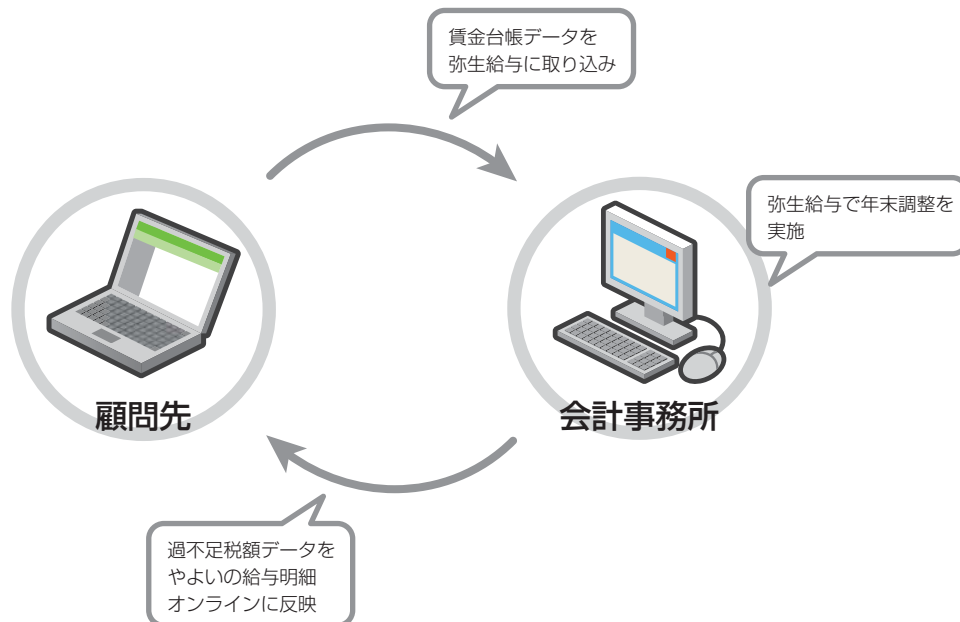 賃金台帳データを
弥生給与に取り込み
弥生給与で年末調整を
実施
顧問先
会計事務所
過不足税額データを
やよいの給与明細
オンラインに反映